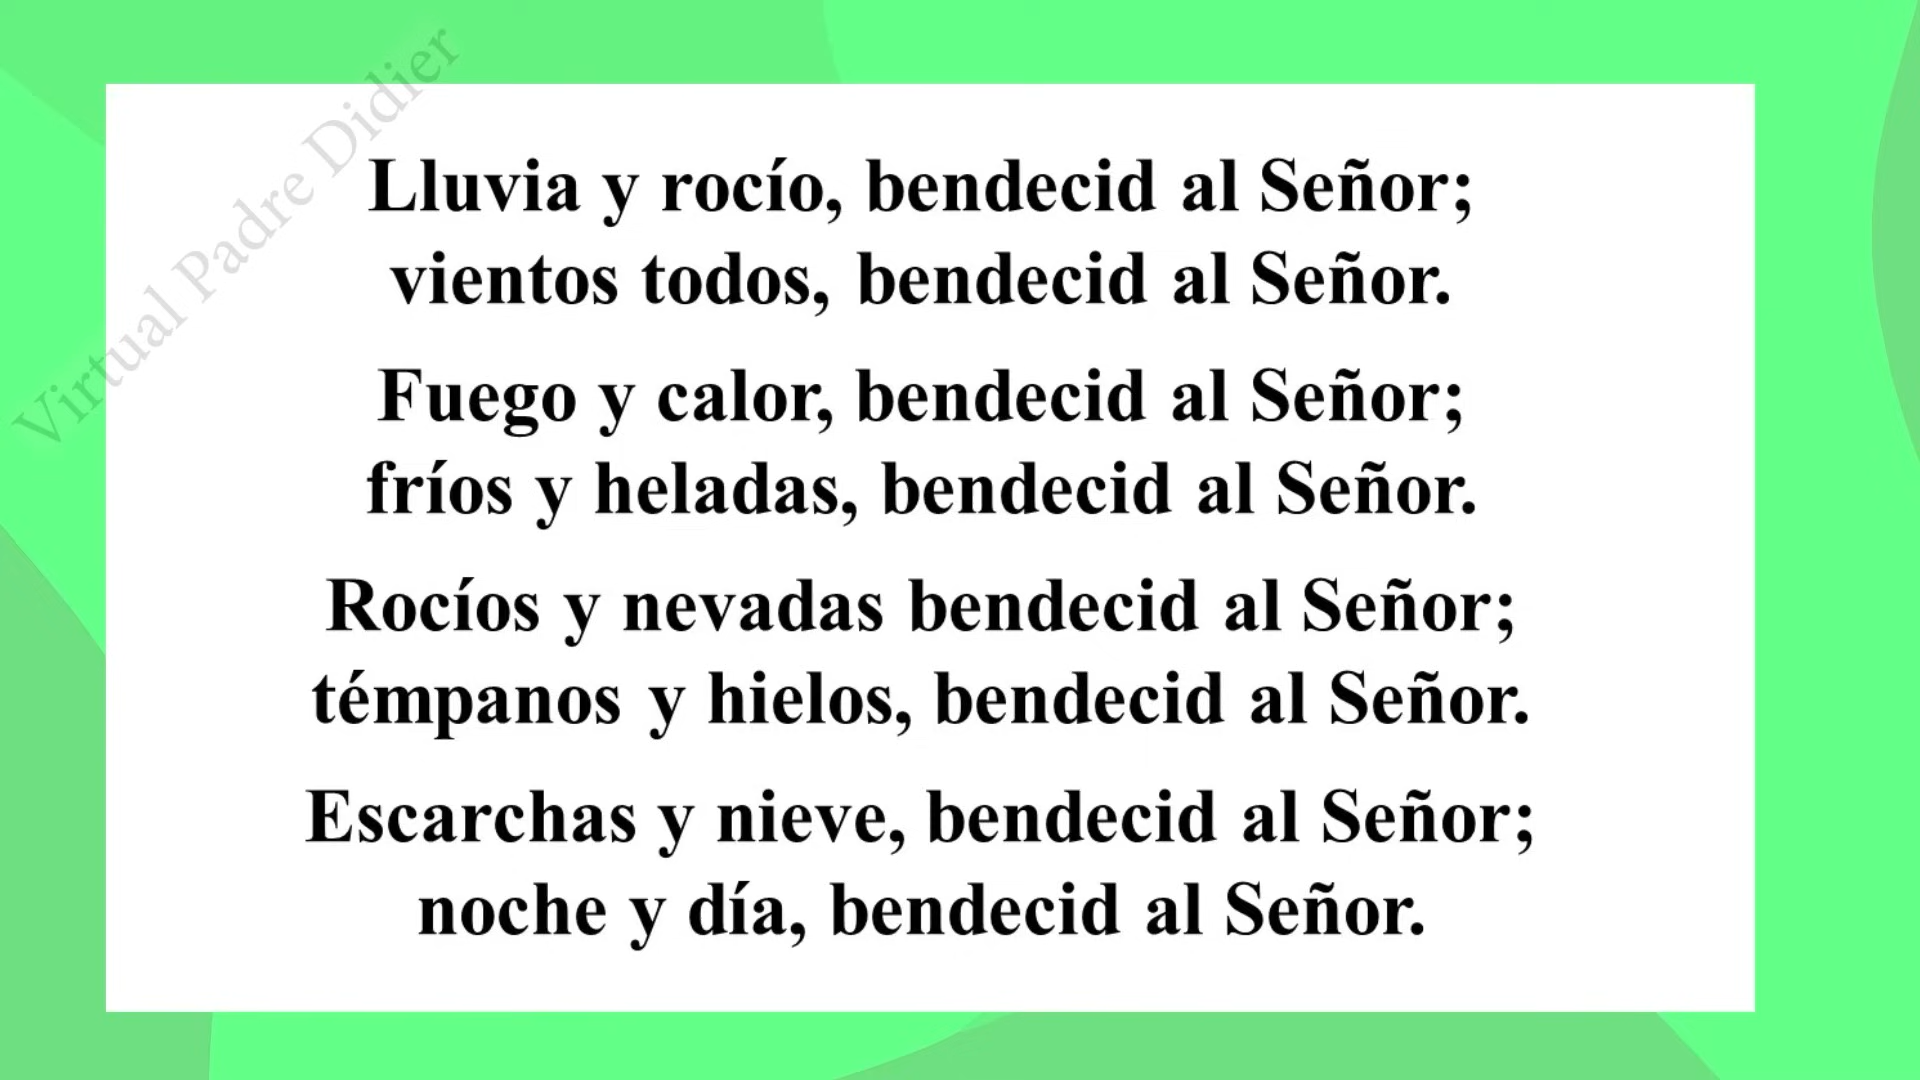 Virtual Padre Didier
Lluvia y rocío, bendecid al Señor;
vientos todos, bendecid al Señor.
Fuego y calor, bendecid al Señor;
fríos y heladas, bendecid al Señor.
Rocíos y nevadas bendecid al Señor;
témpanos y hielos, bendecid al Señor.
Escarchas y nieve, bendecid al Señor;
noche y día, bendecid al Señor.